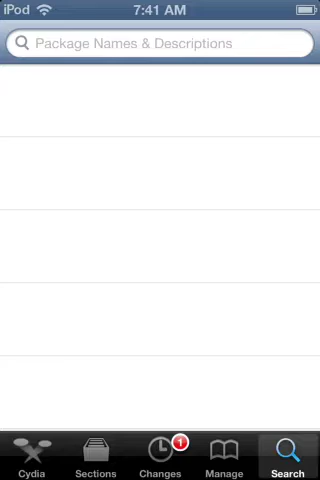 iPod 7:41 AM
Package Names & Descriptions
1
Cydia Sections Changes Manage Search